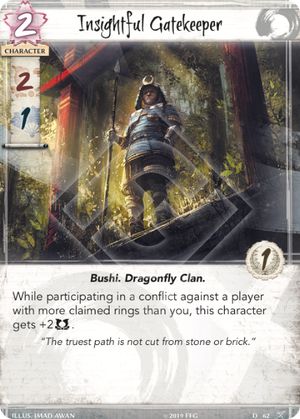 2
Insightful Gatekeeper
CHARACTER
2
1
1
Bushi. Dragonfly Clan.
While participating in a conflict against a player
with more claimed rings than you, this character
gets +2.
"The truest path is not cut from stone or brick."
ILLUS. IMAD AWAN
© 2019 FFG
D 62